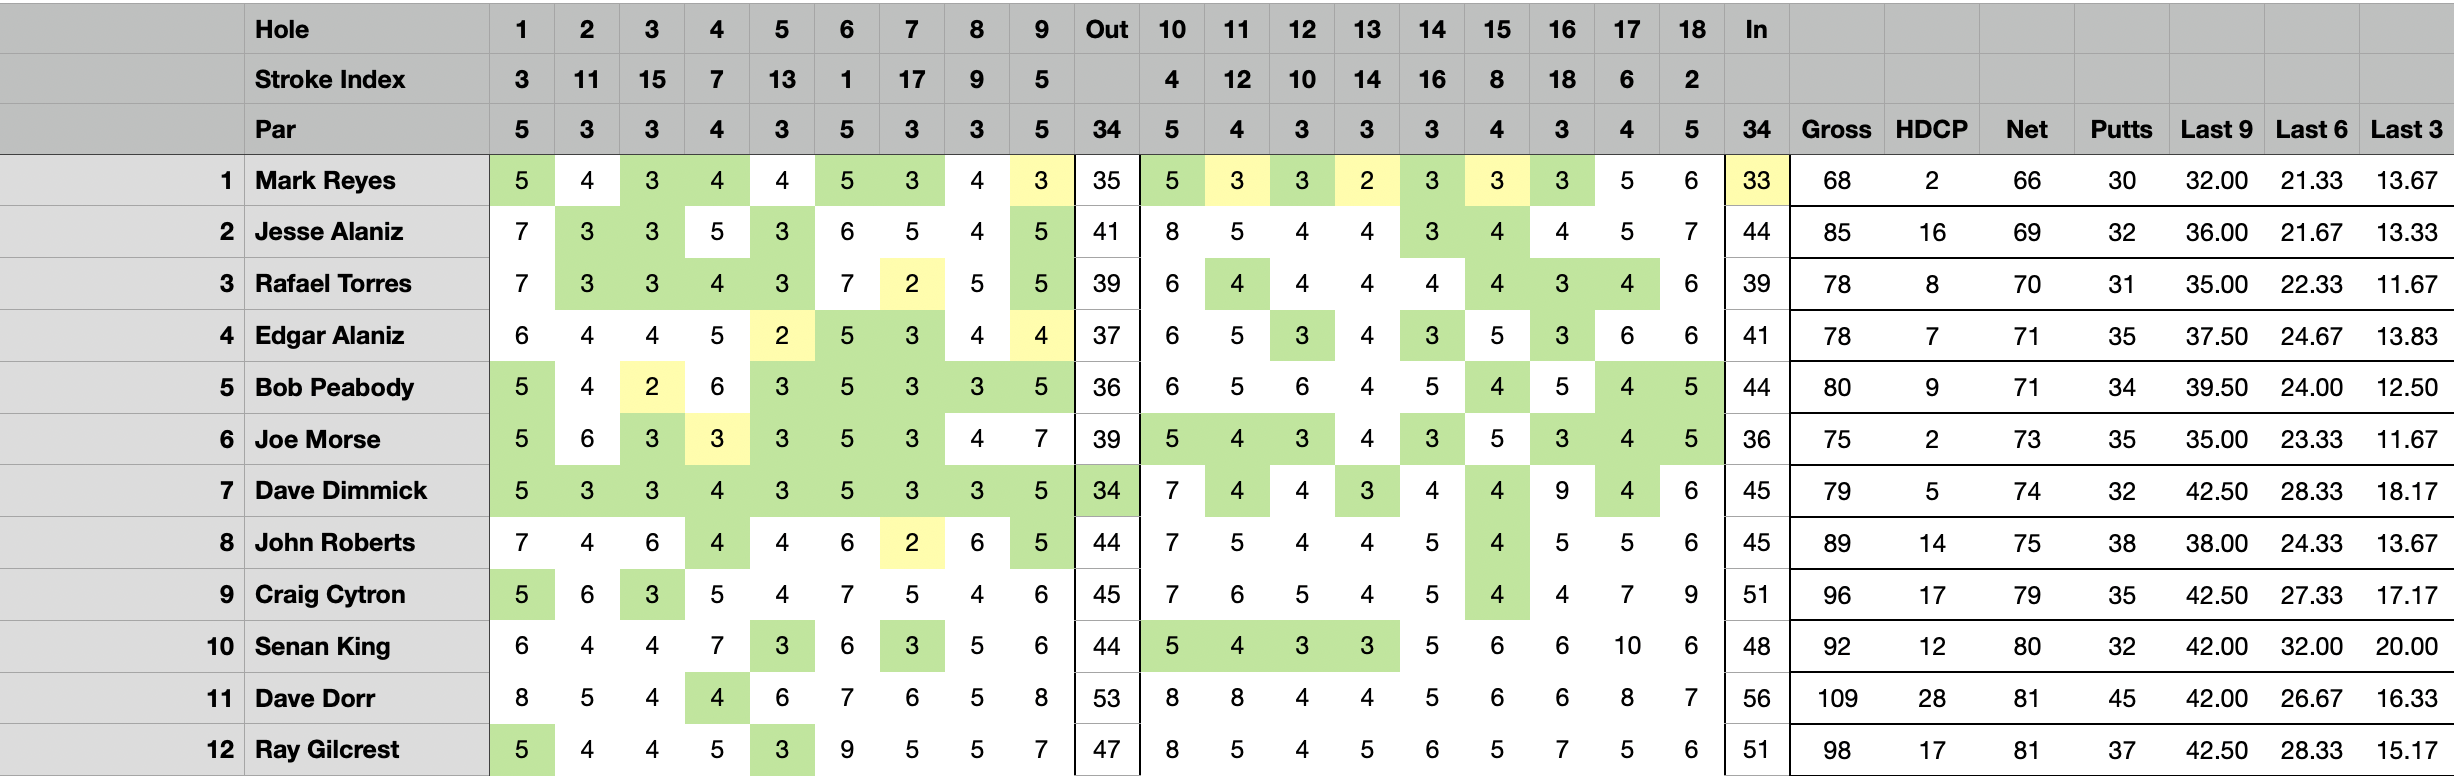 Hole 1 2 3 4 5 6 7 8 9 Out 10 11 12 13 14 15 16 17 18 In
Stroke Index 3 11 15 7 13 1 17 9 5 4 12 10 14 16 8 18 6 2
Par 5 3 3 4 3 5 3 3 5 34 5 4 3 3 3 4 3 4 5 34 Gross HDCP Net Putts Last 9 Last 6 Last 3
1 Mark Reyes 5 4 3 4 4 5 3 4 3 35 5 3 3 2 3 3 3 5 6 33 68 2 66 30 32.00 21.33 13.67
2 Jesse Alaniz 7 3 3 5 3 6 5 4 5 41 8 5 4 4 3 4 4 5 7 44 85 16 69 32 36.00 21.67 13.33
3 Rafael Torres 7 3 3 4 3 7 2 5 5 39 6 4 4 4 4 4 3 4 6 39 78 8 70 31 35.00 22.33 11.67
4 Edgar Alaniz 6 4 4 5 2 5 3 4 4 37 6 5 3 4 3 5 3 6 6 41 78 7 71 35 37.50 24.67 13.83
5 Bob Peabody 5 4 2 6 3 5 3 3 5 36 6 5 6 4 5 4 5 4 5 44 80 9 71 34 39.50 24.00 12.50
6 Joe Morse 5 6 3 3 3 5 3 4 7 39 5 4 3 4 3 5 3 4 5 36 75 2 73 35 35.00 23.33 11.67
7 Dave Dimmick 5 3 3 4 3 5 3 3 5 34 7 4 4 3 4 4 9 4 6 45 79 5 74 32 42.50 28.33 18.17
8 John Roberts 7 4 6 4 4 6 2 6 5 44 7 5 4 4 5 4 5 5 6 45 89 14 75 38 38.00 24.33 13.67
9 Craig Cytron 5 6 3 5 4 7 5 4 6 45 7 6 5 4 5 4 4 7 9 51 96 17 79 35 42.50 27.33 17.17
10 Senan King 6 4 4 7 3 6 3 5 6 44 5 4 3 3 5 6 6 10 6 48 92 12 80 32 42.00 32.00 20.00
11 Dave Dorr 8 5 4 4 6 7 6 5 8 53 8 8 4 4 5 6 6 8 7 56 109 28 81 45 42.00 26.67 16.33
12 Ray Gilcrest 5 4 4 5 3 9 5 5 7 47 8 5 4 5 6 5 7 5 6 51 98 17 81 37 42.50 28.33 15.17